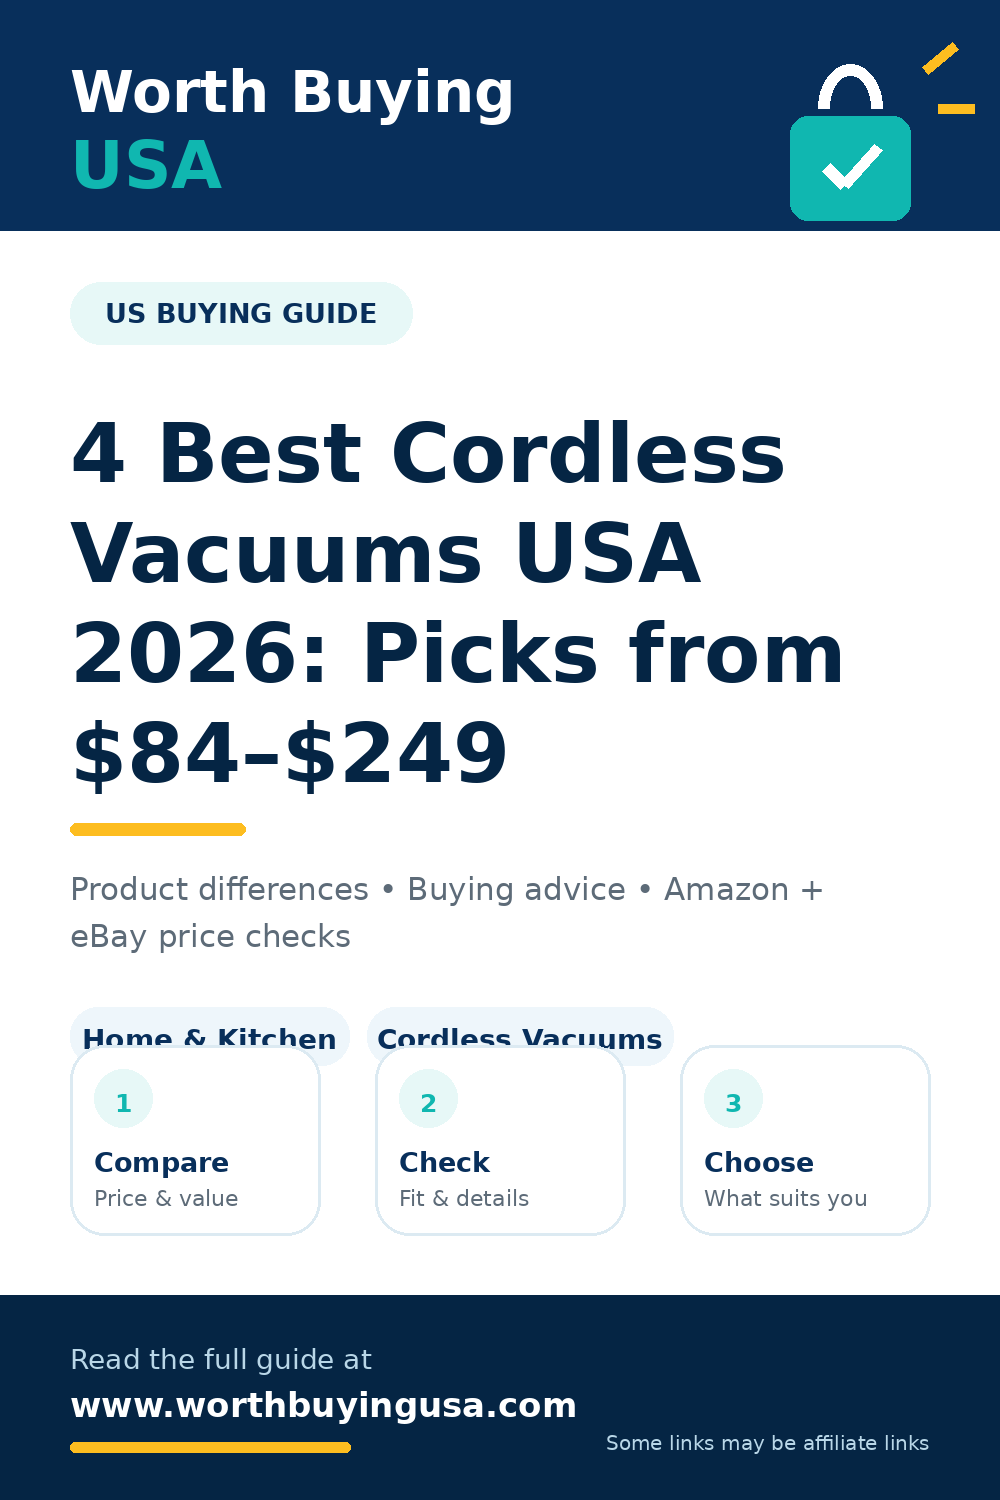 Worth Buying
USA
US BUYING GUIDE
4 Best Cordless
Vacuums USA
2026: Picks from
$84–$249
Product differences • Buying advice • Amazon +
eBay price checks
Home & Kitchen
Cordless Vacuums
1
Compare
Price & value
2
Check
Fit & details
3
Choose
What suits you
Read the full guide at
www.worthbuyingusa.com
Some links may be affiliate links